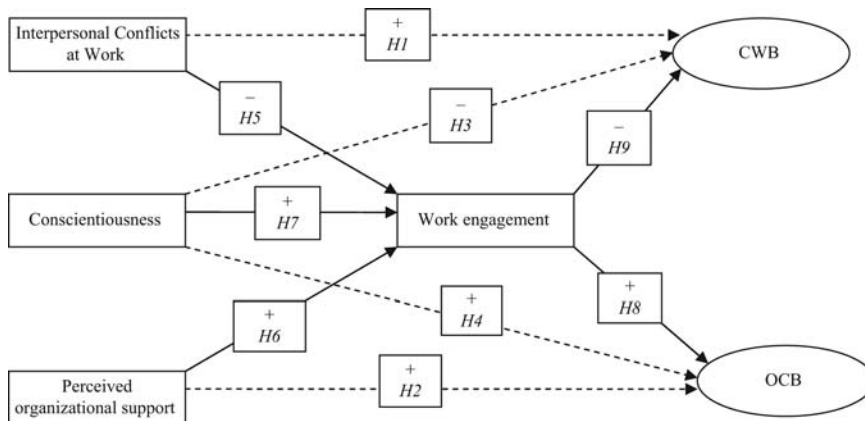 Interpersonal Conflicts
at Work
+
H1
CWB
−
H5
−
H3
−
H9
Conscientiousness
+
H7
Work engagement
+
H6
+
H4
+
H8
Perceived
organizational support
+
H2
OCB